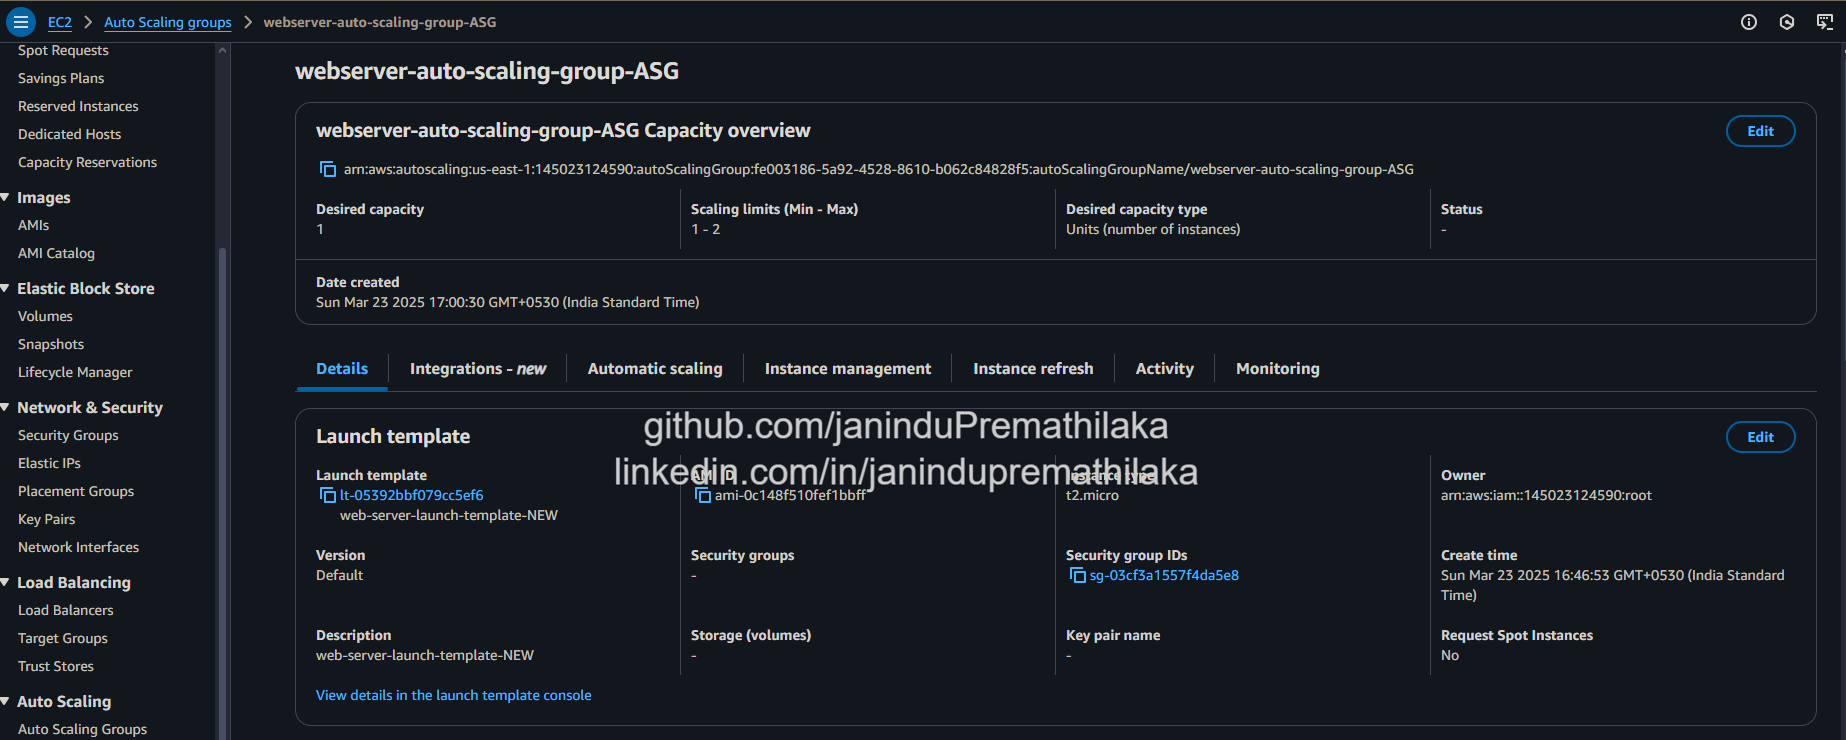 EC2 > Auto Scaling groups > webserver-auto-scaling-group-ASG
Spot Requests
Savings Plans
Reserved Instances
Dedicated Hosts
Capacity Reservations
Images
AMIs
AMI Catalog
Elastic Block Store
Volumes
Snapshots
Lifecycle Manager
Network & Security
Security Groups
Elastic IPs
Placement Groups
Key Pairs
Network Interfaces
Load Balancing
Load Balancers
Target Groups
Trust Stores
Auto Scaling
Auto Scaling Groups
webserver-auto-scaling-group-ASG
webserver-auto-scaling-group-ASG Capacity overview
Edit
arn:aws:autoscaling:us-east-1:145023124590:autoScalingGroup:fe003186-5a92-4528-8610-b062c84828f5:autoScalingGroupName/webserver-auto-scaling-group-ASG
Desired capacity
1
Scaling limits (Min - Max)
1 - 2
Desired capacity type
Units (number of instances)
Status
-
Date created
Sun Mar 23 2025 17:00:30 GMT+0530 (India Standard Time)
Details
Integrations - new
Automatic scaling
Instance management
Instance refresh
Activity
Monitoring
github.com/janinduPremathilaka
linkedin.com/in/janindupremathilaka
Launch template
Edit
Launch template
lt-05392bbf079cc5ef6
web-server-launch-template-NEW
AMI ID
ami-0c148f510fef1bbff
Instance type
t2.micro
Owner
arn:aws:iam::145023124590:root
Version
Default
Security groups
-
Security group IDs
sg-03cf3a1557f4da5e8
Create time
Sun Mar 23 2025 16:46:53 GMT+0530 (India Standard
Time)
Description
web-server-launch-template-NEW
Storage (volumes)
-
Key pair name
-
Request Spot Instances
No
View details in the launch template console